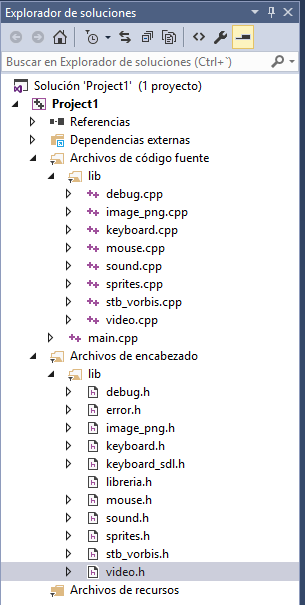 Explorador de soluciones
Buscar en Explorador de soluciones (Ctrl+`)
Solución 'Project1' (1 proyecto)
Project1
Referencias
Dependencias externas
Archivos de código fuente
lib
debug.cpp
image_png.cpp
keyboard.cpp
mouse.cpp
sound.cpp
sprites.cpp
stb_vorbis.cpp
video.cpp
main.cpp
Archivos de encabezado
lib
debug.h
error.h
image_png.h
keyboard.h
keyboard_sdl.h
libreria.h
mouse.h
sound.h
sprites.h
stb_vorbis.h
video.h
Archivos de recursos